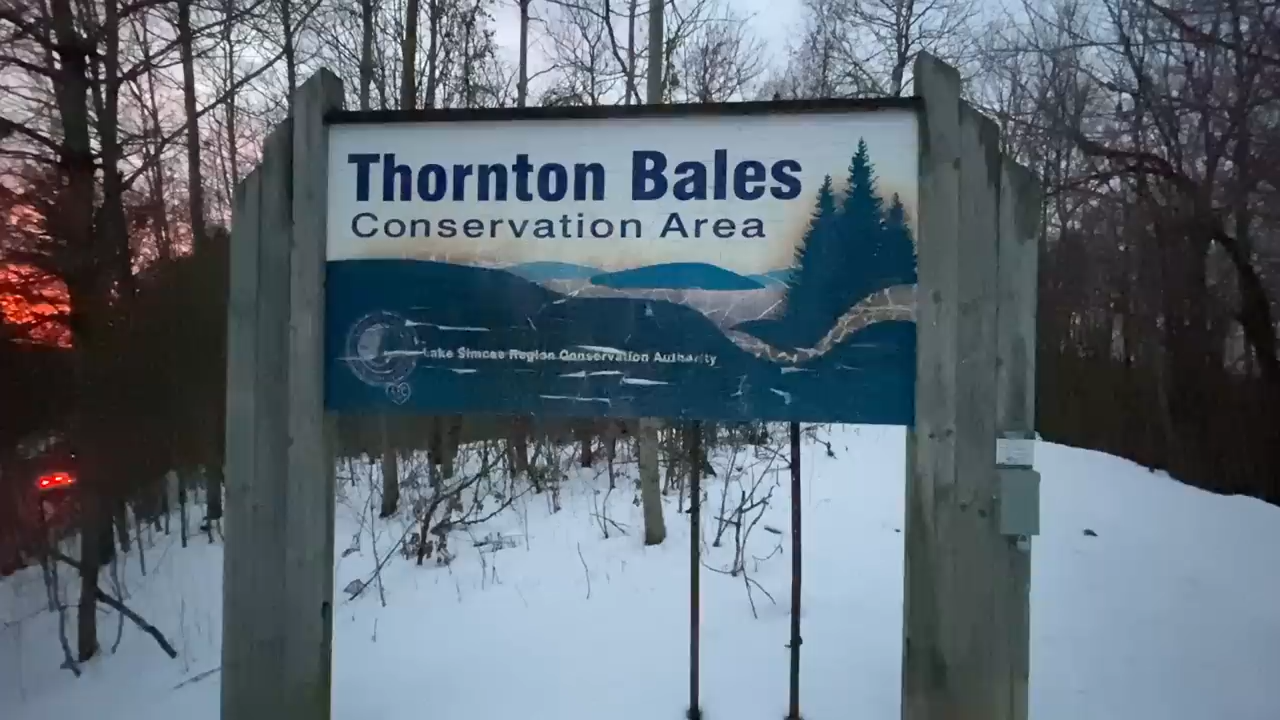 Thornton Bales
Conservation Area
Lake Simcoe Region Conservation Authority